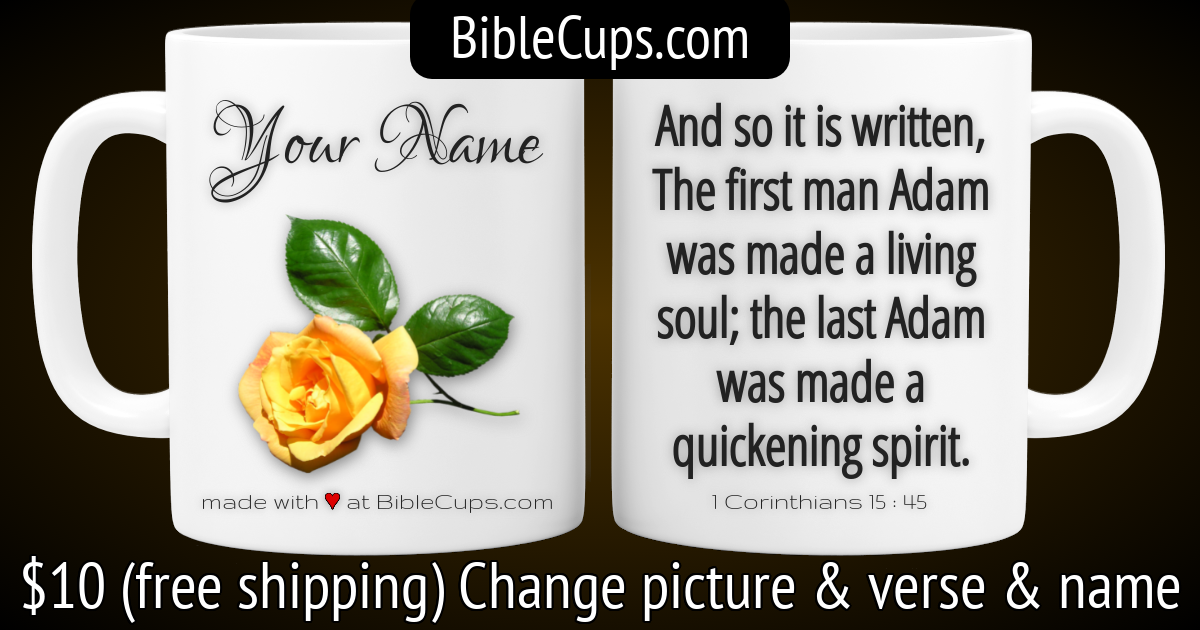 BibleCups.com
Your Name
made with ♥ at BibleCups.com
And so it is written,
The first man Adam
was made a living
soul; the last Adam
was made a
quickening spirit.
1 Corinthians 15 : 45
$10 (free shipping) Change picture & verse & name